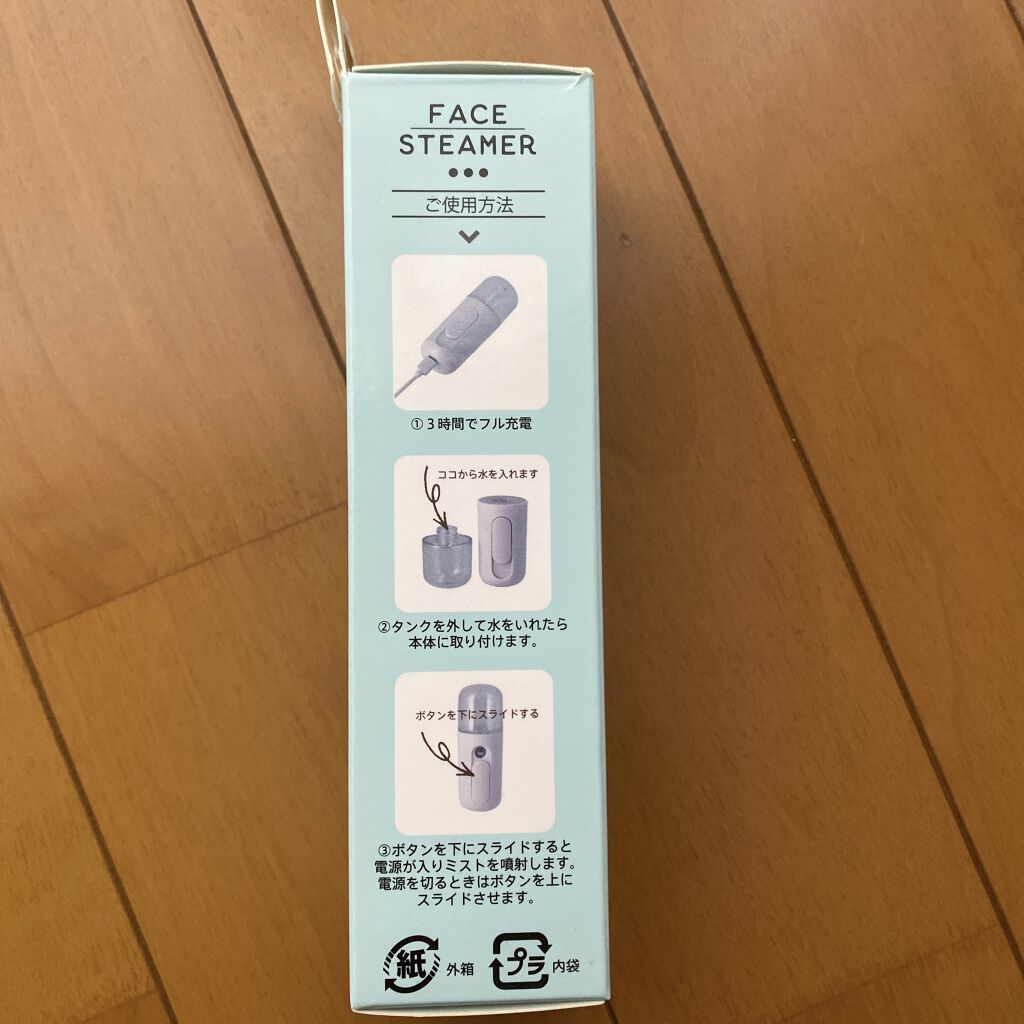 FACE
STEAMER
ご使用方法
①３時間でフル充電
ココから水を入れます
②タンクを外して水をいれたら
本体に取り付けます。
ボタンを下にスライドする
③ボタンを下にスライドすると
電源が入りミストを噴射します。
電源を切るときはボタンを上に
スライドさせます。
紙 外箱 プラ 内袋